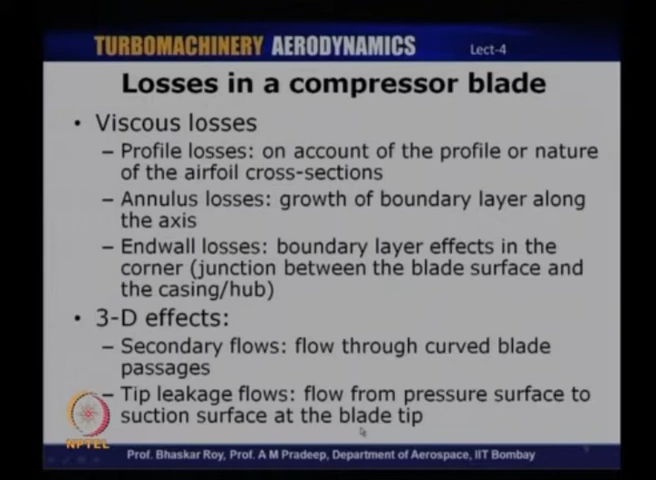 TURBOMACHINERY AERODYNAMICS Lect-4
Losses in a compressor blade
• Viscous losses
– Profile losses: on account of the profile or nature
of the airfoil cross-sections
– Annulus losses: growth of boundary layer along
the axis
– Endwall losses: boundary layer effects in the
corner (junction between the blade surface and
the casing/hub)
• 3-D effects:
– Secondary flows: flow through curved blade
passages
– Tip leakage flows: flow from pressure surface to
suction surface at the blade tip
NPTEL
Prof. Bhaskar Roy, Prof. A M Pradeep, Department of Aerospace, IIT Bombay